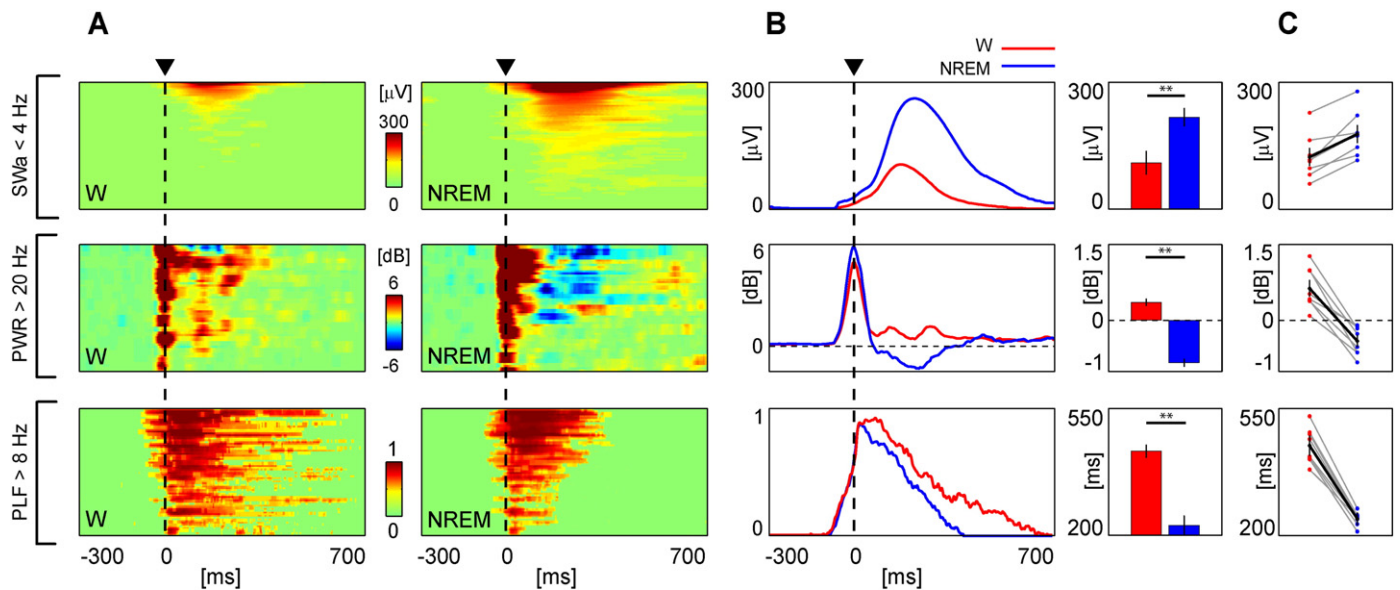 A B C
W
NREM
SWa < 4 Hz
W
[µV]
300
0
NREM
300
[µV]
0
300
[µV]
0
**
300
[µV]
0
PWR > 20 Hz
W
[dB]
6
-6
NREM
6
[dB]
0
1.5
[dB]
0
-1
**
1.5
[dB]
0
-1
PLF > 8 Hz
W
1
0
NREM
1
0
550
[ms]
200
**
550
[ms]
200
-300 0 700
[ms]
-300 0 700
[ms]
-300 0 700
[ms]